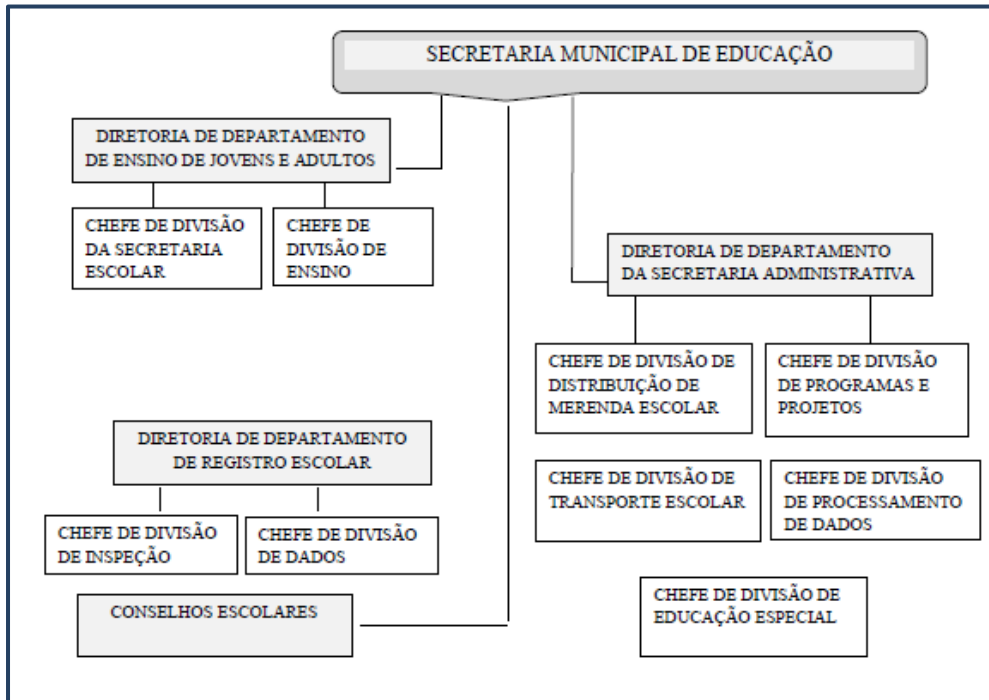 SECRETARIA MUNICIPAL DE EDUCAÇÃO
DIRETORIA DE DEPARTAMENTO
DE ENSINO DE JOVENS E ADULTOS
CHEFE DE DIVISÃO
DA SECRETARIA
ESCOLAR
CHEFE DE
DIVISÃO DE
ENSINO
DIRETORIA DE DEPARTAMENTO
DA SECRETARIA ADMINISTRATIVA
CHEFE DE DIVISÃO DE
DISTRIBUIÇÃO DE
MERENDA ESCOLAR
CHEFE DE DIVISÃO
DE PROGRAMAS E
PROJETOS
DIRETORIA DE DEPARTAMENTO
DE REGISTRO ESCOLAR
CHEFE DE DIVISÃO DE
TRANSPORTE ESCOLAR
CHEFE DE DIVISÃO
DE PROCESSAMENTO
DE DADOS
CHEFE DE DIVISÃO
DE INSPEÇÃO
CHEFE DE DIVISÃO
DE DADOS
CONSELHOS ESCOLARES
CHEFE DE DIVISÃO DE
EDUCAÇÃO ESPECIAL